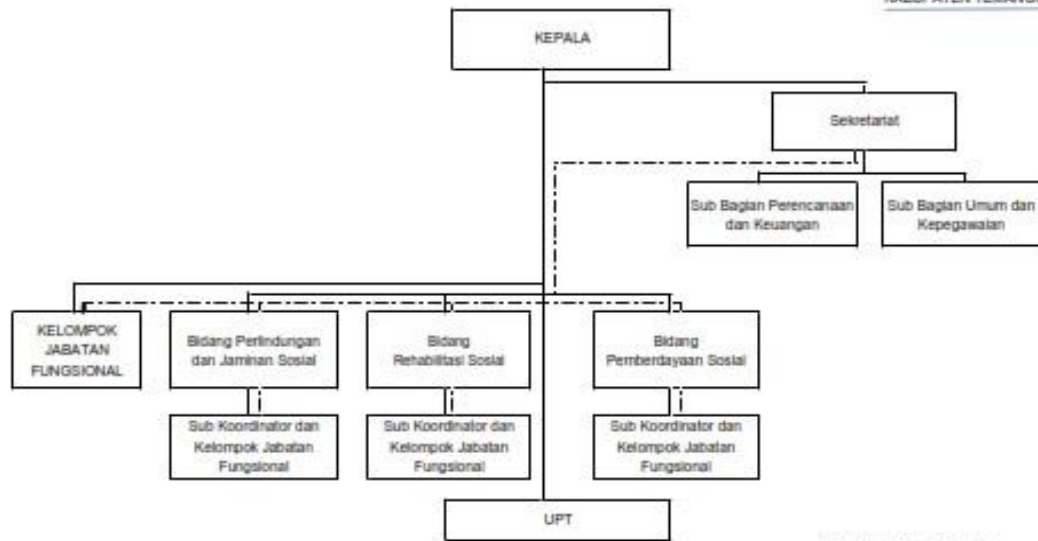 KEPALA
Sekretariat
Sub Bagian Perencanaan
dan Keuangan
Sub Bagian Umum dan
Kepegawaian
KELOMPOK
JABATAN
FUNGSIONAL
Bidang Perlindungan
dan Jaminan Sosial
Bidang
Rehabilitasi Sosial
Bidang
Pemberdayaan Sosial
Sub Koordinator dan
Kelompok Jabatan
Fungsional
Sub Koordinator dan
Kelompok Jabatan
Fungsional
Sub Koordinator dan
Kelompok Jabatan
Fungsional
UPT